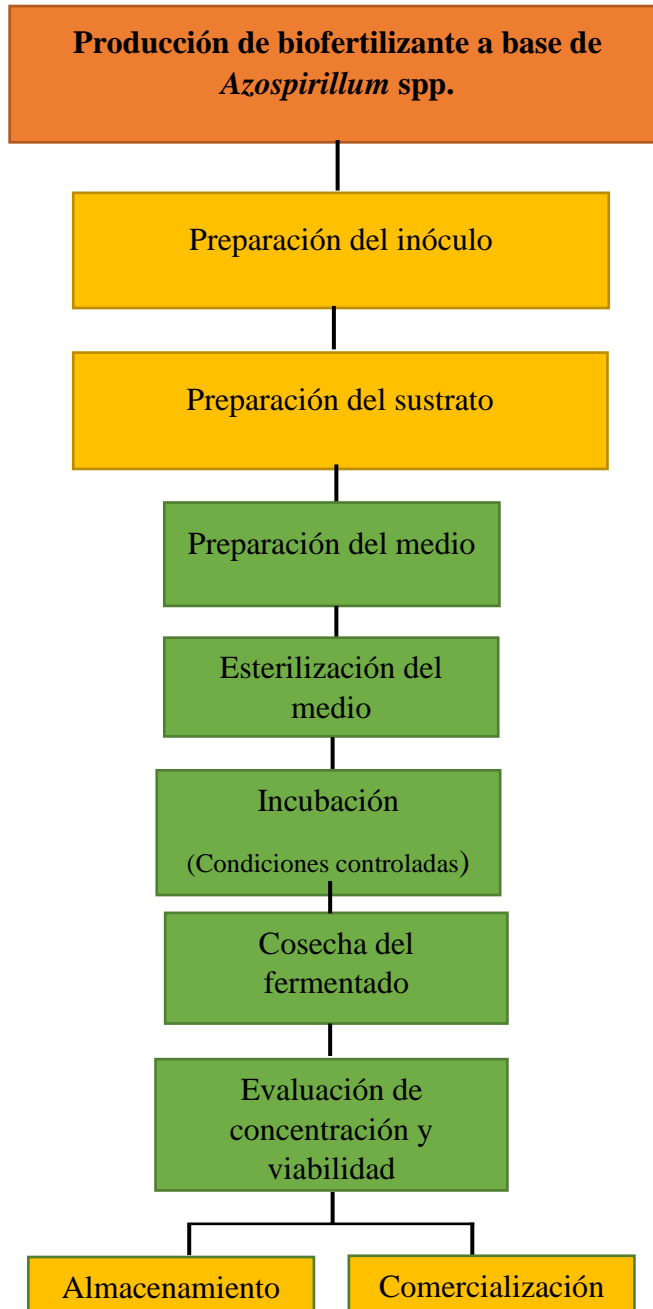 Producción de biofertilizante a base de
Azospirillum spp.
Preparación del inóculo
Preparación del sustrato
Preparación del medio
Esterilización del
medio
Incubación
(Condiciones controladas)
Cosecha del
fermentado
Evaluación de
concentración y
viabilidad
Almacenamiento
Comercialización